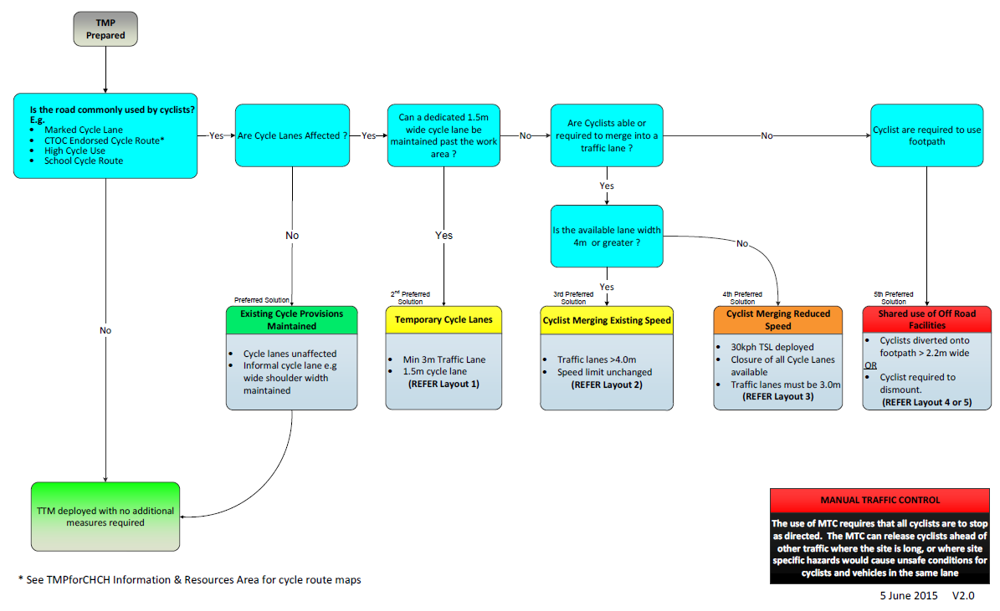 TMP
Prepared
Is the road commonly used by cyclists?
E.g.
• Marked Cycle Lane
• CTOC Endorsed Cycle Route*
• High Cycle Use
• School Cycle Route
Yes
Are Cycle Lanes Affected ?
Yes
Can a dedicated 1.5m
wide cycle lane be
maintained past the work
area ?
No
Are Cyclists able or
required to merge into a
traffic lane ?
No
Cyclist are required to use
footpath
Yes
Is the available lane width
4m or greater ?
No
No
Yes
No
Yes
Preferred Solution
Existing Cycle Provisions
Maintained
• Cycle lanes unaffected
• Informal cycle lane e.g
wide shoulder width
maintained
2nd Preferred
Solution
Temporary Cycle Lanes
• Min 3m Traffic Lane
• 1.5m cycle lane
(REFER Layout 1)
3rd Preferred
Solution
Cyclist Merging Existing Speed
• Traffic lanes >4.0m
• Speed limit unchanged
(REFER Layout 2)
4th Preferred
Solution
Cyclist Merging Reduced
Speed
• 30kph TSL deployed
• Closure of all Cycle Lanes
available
• Traffic lanes must be 3.0m
(REFER Layout 3)
5th Preferred
Solution
Shared use of Off Road
Facilities
• Cyclists diverted onto
footpath > 2.2m wide
OR
• Cyclist required to
dismount.
(REFER Layout 4 or 5)
TTM deployed with no additional
measures required
MANUAL TRAFFIC CONTROL
The use of MTC requires that all cyclists are to stop
as directed. The MTC can release cyclists ahead of
other traffic where the site is long, or where site
specific hazards would cause unsafe conditions for
cyclists and vehicles in the same lane
* See TMPforCHCH Information & Resources Area for cycle route maps
5 June 2015 V2.0